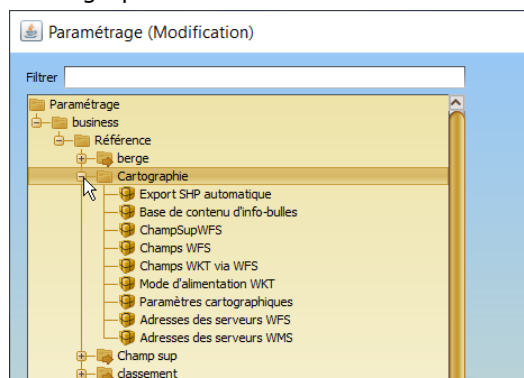 Paramétrage (Modification)
Filtrer
Paramétrage
business
Référence
berge
Cartographie
Export SHP automatique
Base de contenu d'info-bulles
ChampSupWFS
Champs WFS
Champs WKT via WFS
Mode d'alimentation WKT
Paramètres cartographiques
Adresses des serveurs WFS
Adresses des serveurs WMS
Champ sup
classement